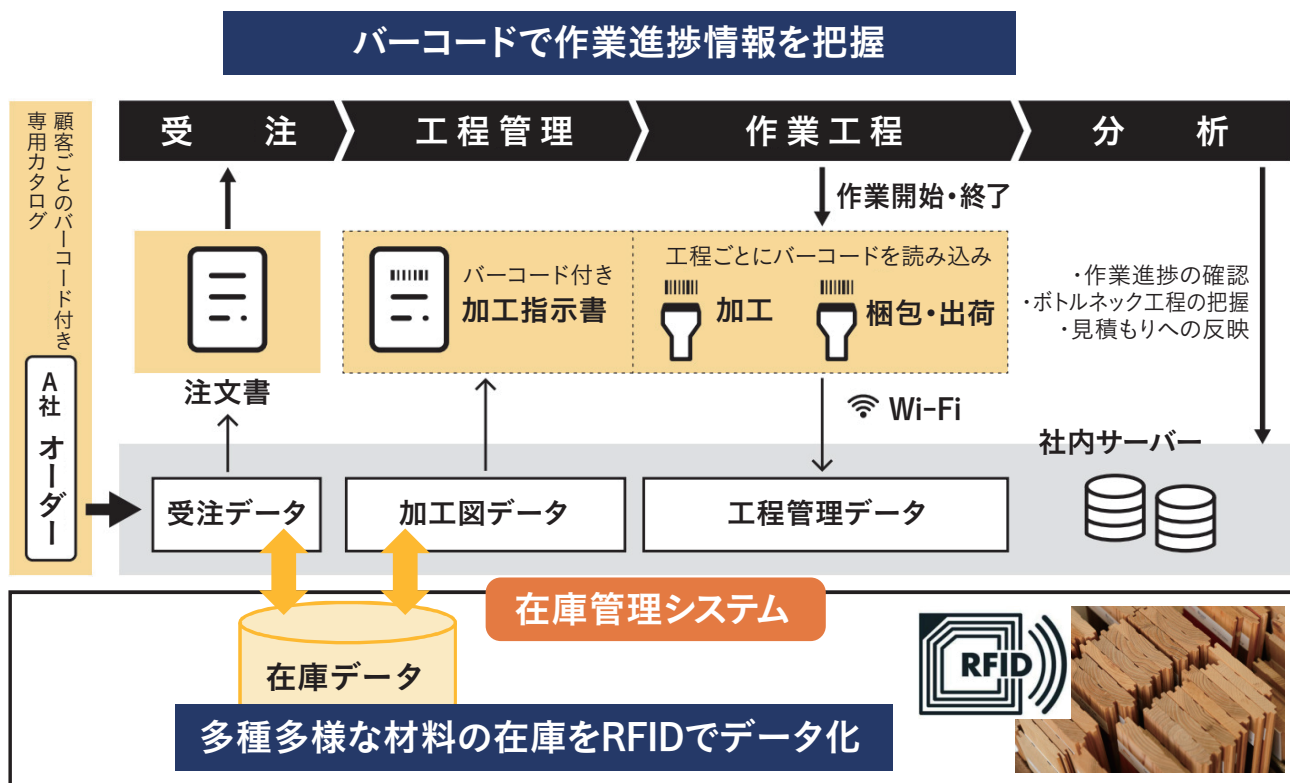 バーコードで作業進捗情報を把握
顧客ごとのバーコード付き
専用カタログ
A社 オーダー
受注
工程管理
作業工程
分析
作業開始・終了
注文書
バーコード付き
加工指示書
工程ごとにバーコードを読み込み
加工
梱包・出荷
・作業進捗の確認
・ボトルネック工程の把握
・見積もりへの反映
Wi-Fi
社内サーバー
受注データ
加工図データ
工程管理データ
在庫管理システム
在庫データ
RFID
多種多様な材料の在庫をRFIDでデータ化